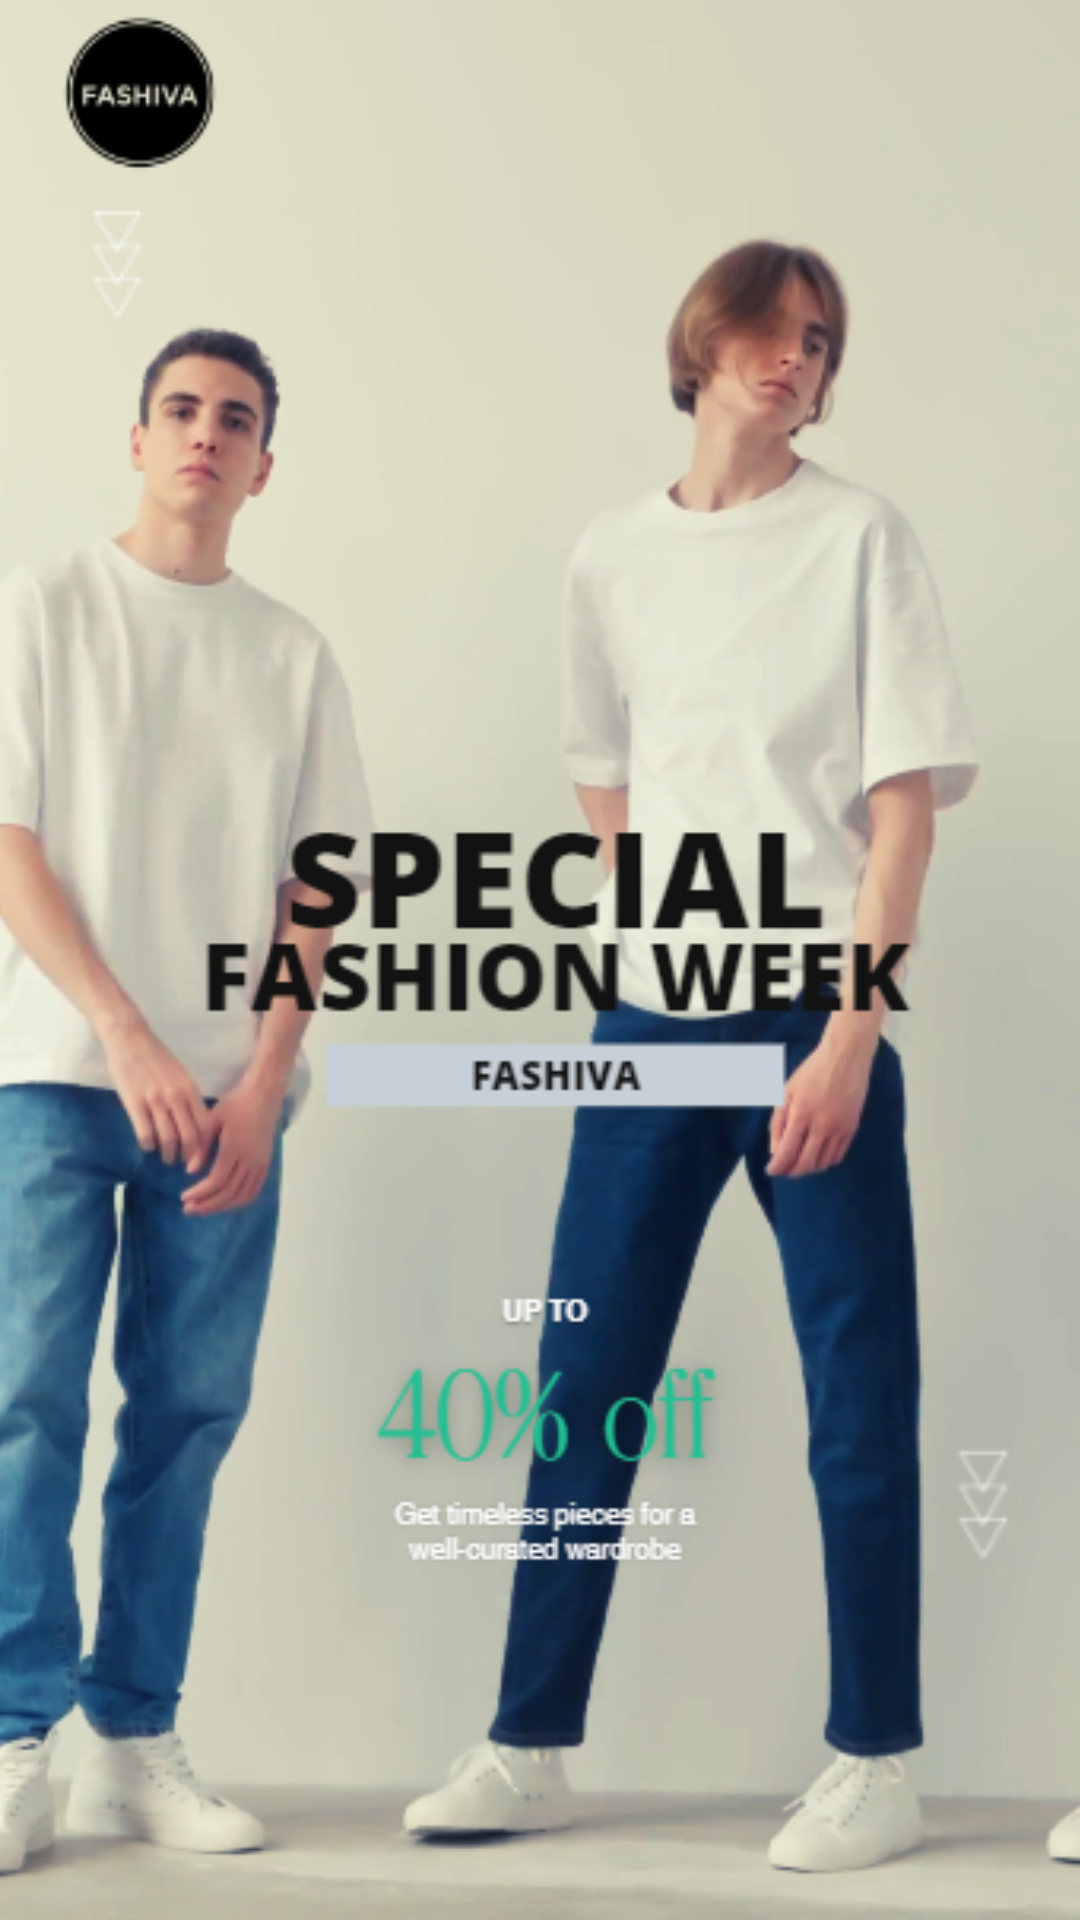 FASHIVA
SPECIAL
FASHION WEEK
FASHIVA
UP TO
40% off
Get timeless pieces for a
well-curated wardrobe